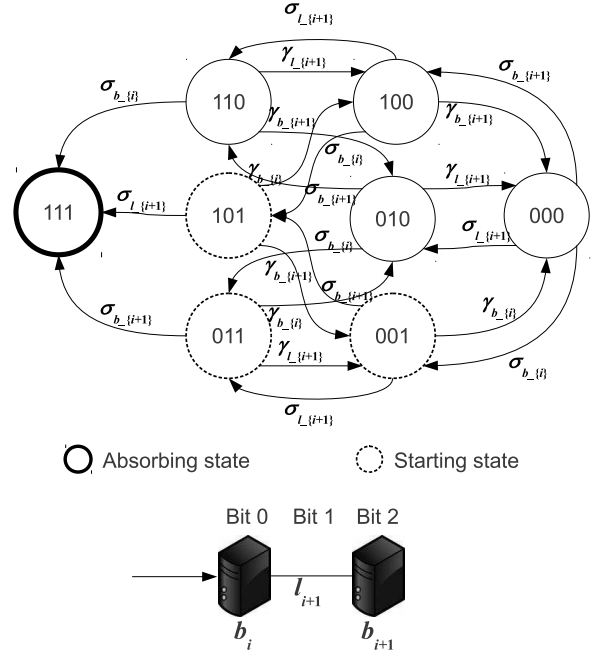 σ_l_{i+1}
γ_l_{i+1}
σ_b_{i}
σ_b_{i+1}
110
100
γ_b_{i+1}
γ_b_{i+1}
σ_b_{i}
γ_b_{i}
γ_l_{i+1}
σ_l_{i+1}
σ_b_{i+1}
111
101
010
000
σ_b_{i}
σ_l_{i+1}
γ_b_{i+1}
σ_b_{i+1}
σ_b_{i+1}
γ_b_{i}
γ_b_{i}
011
001
γ_l_{i+1}
σ_b_{i}
σ_l_{i+1}
Absorbing state
Starting state
Bit 0 Bit 1 Bit 2
l_{i+1}
b_i b_{i+1}